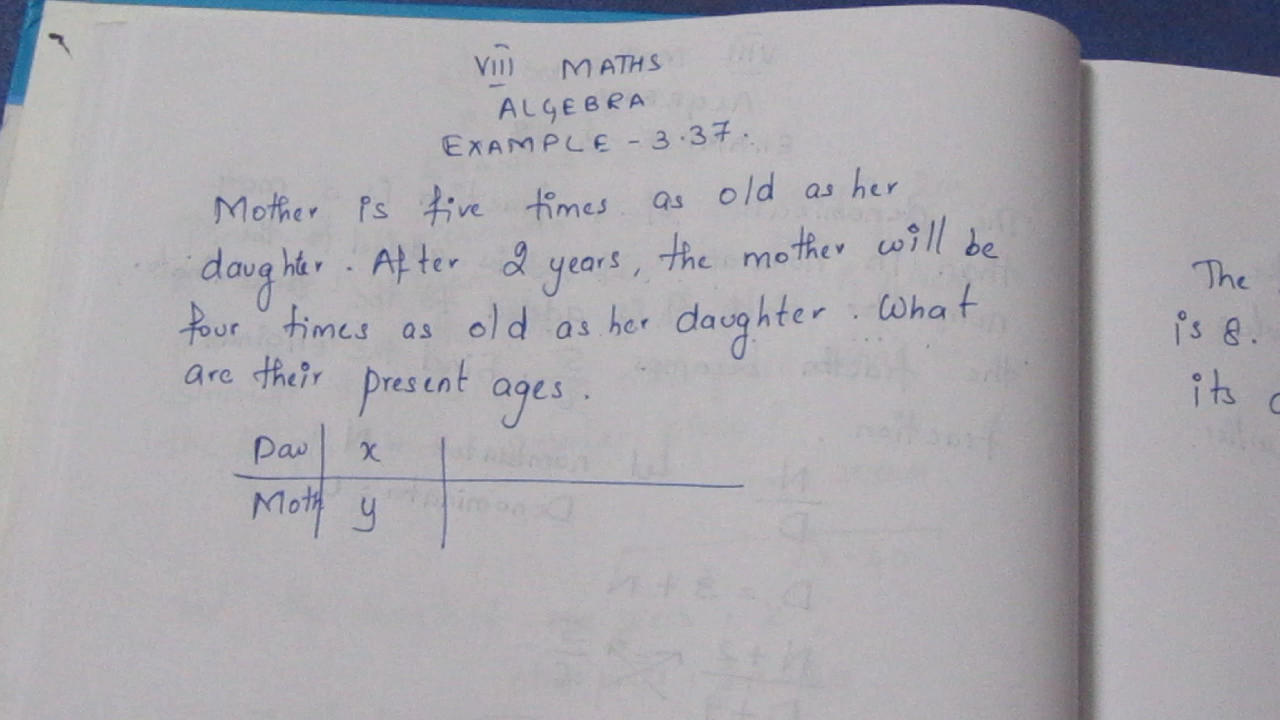 VIII MATHS
ALGEBRA
EXAMPLE - 3.37.
Mother is five times as old as her
daughter. After 2 years, the mother will be
four times as old as her daughter. What
are their present ages.
Dau x
Moth y
The
is 8.
its